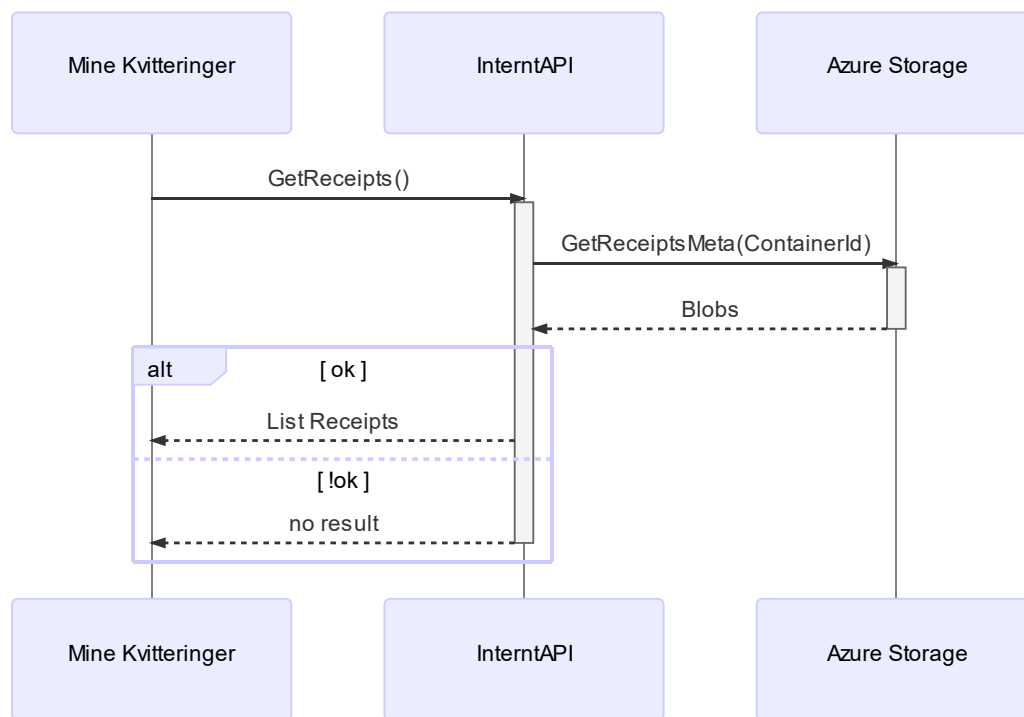 Mine Kvitteringer
InterntAPI
Azure Storage
GetReceipts()
GetReceiptsMeta(ContainerId)
Blobs
alt
[ ok ]
List Receipts
[ !ok ]
no result
Mine Kvitteringer
InterntAPI
Azure Storage